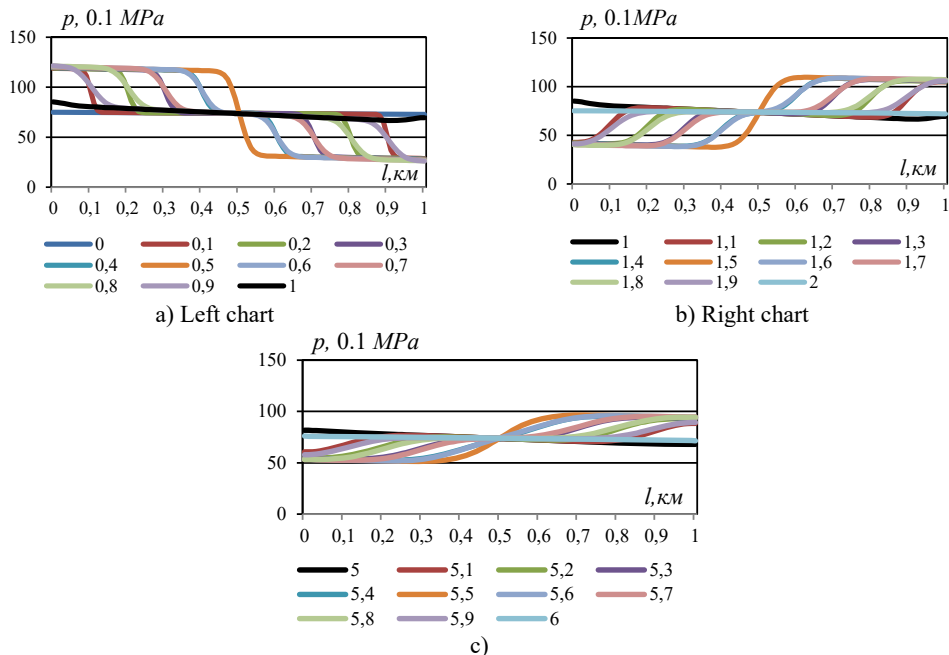 p, 0.1 MPa
150
100
50
0
0 0,1 0,2 0,3 0,4 0,5 0,6 0,7 0,8 0,9 1
l,км
0 0,1 0,2 0,3
0,4 0,5 0,6 0,7
0,8 0,9 1
a) Left chart
p, 0.1MPa
150
100
50
0
0 0,1 0,2 0,3 0,4 0,5 0,6 0,7 0,8 0,9 1
l,км
1 1,1 1,2 1,3
1,4 1,5 1,6 1,7
1,8 1,9 2
b) Right chart
p, 0.1 MPa
150
100
50
0
l,км
0 0,1 0,2 0,3 0,4 0,5 0,6 0,7 0,8 0,9 1
5 5,1 5,2 5,3
5,4 5,5 5,6 5,7
5,8 5,9 6
c)